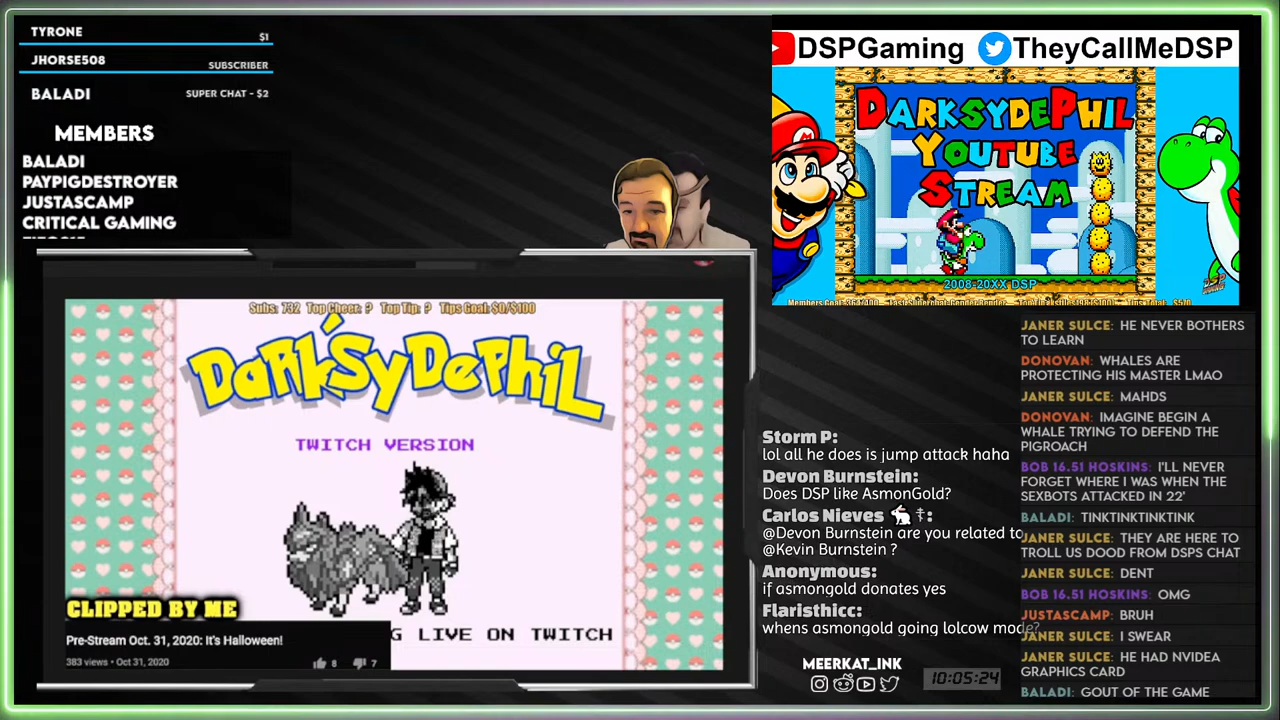 TYRONE
$1
JHORSE508
SUBSCRIBER
BALADI
SUPER CHAT - $2
MEMBERS
BALADI
PAYPIGDESTROYER
JUSTASCAMP
CRITICAL GAMING
DSPGaming
TheyCallMeDSP
DARKSYDEPHIL
YOUTUBE
STREAM
2008-20XX DSP
DSP
Subs: 732 Top Cheer: ? Top Tip: ? Tips Goal: $0/$100
DarkSyDePhiL
TWITCH VERSION
CLIPPED BY ME
Pre-Stream Oct. 31, 2020: It's Halloween!
383 views • Oct 31, 2020
8
7
G LIVE ON TWITCH
Storm P:
lol all he does is jump attack haha
Devon Burnstein:
Does DSP like AsmonGold?
Carlos Nieves
@Devon Burnstein are you related to
@Kevin Burnstein ?
Anonymous:
if asmongold donates yes
Flaristhicc:
whens asmongold going lolcow mode?
MEERKAT_INK
10:05:24
JANER SULCE: HE NEVER BOTHERS
TO LEARN
DONOVAN: WHALES ARE
PROTECTING HIS MASTER LMAO
JANER SULCE: MAHDS
DONOVAN: IMAGINE BEGIN A
WHALE TRYING TO DEFEND THE
PIGROACH
BOB 16.51 HOSKINS: I'LL NEVER
FORGET WHERE I WAS WHEN THE
SEXBOTS ATTACKED IN 22'
BALADI: TINKTINKTINKTINK
JANER SULCE: THEY ARE HERE TO
TROLL US DOOD FROM DSPS CHAT
JANER SULCE: DENT
BOB 16.51 HOSKINS: OMG
JUSTASCAMP: BRUH
JANER SULCE: I SWEAR
JANER SULCE: HE HAD NVIDEA
GRAPHICS CARD
BALADI: GOUT OF THE GAME